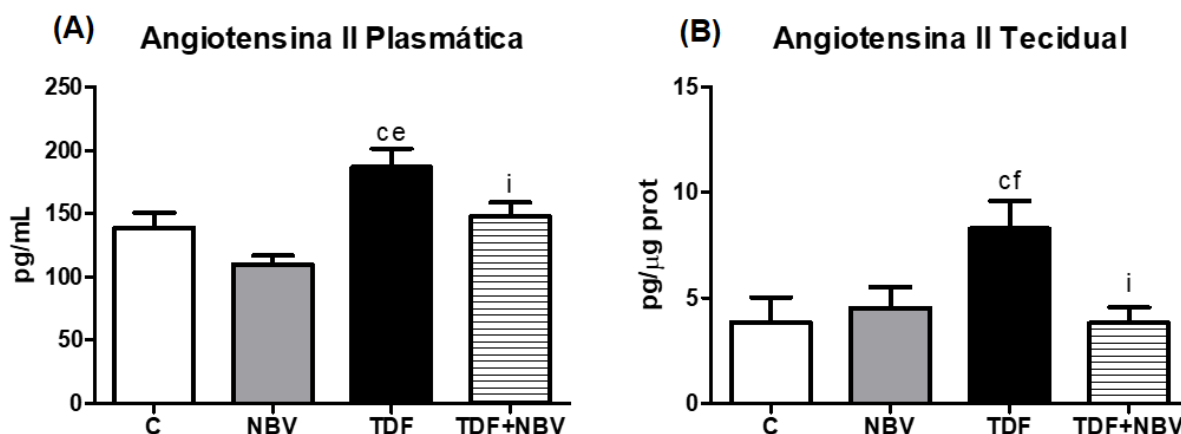 (A)
Angiotensina II Plasmática
pg/mL
250
200
150
100
50
0
ce
i
C NBV TDF TDF+NBV
(B)
Angiotensina II Tecidual
pg/µg prot
15
10
5
0
cf
i
C NBV TDF TDF+NBV